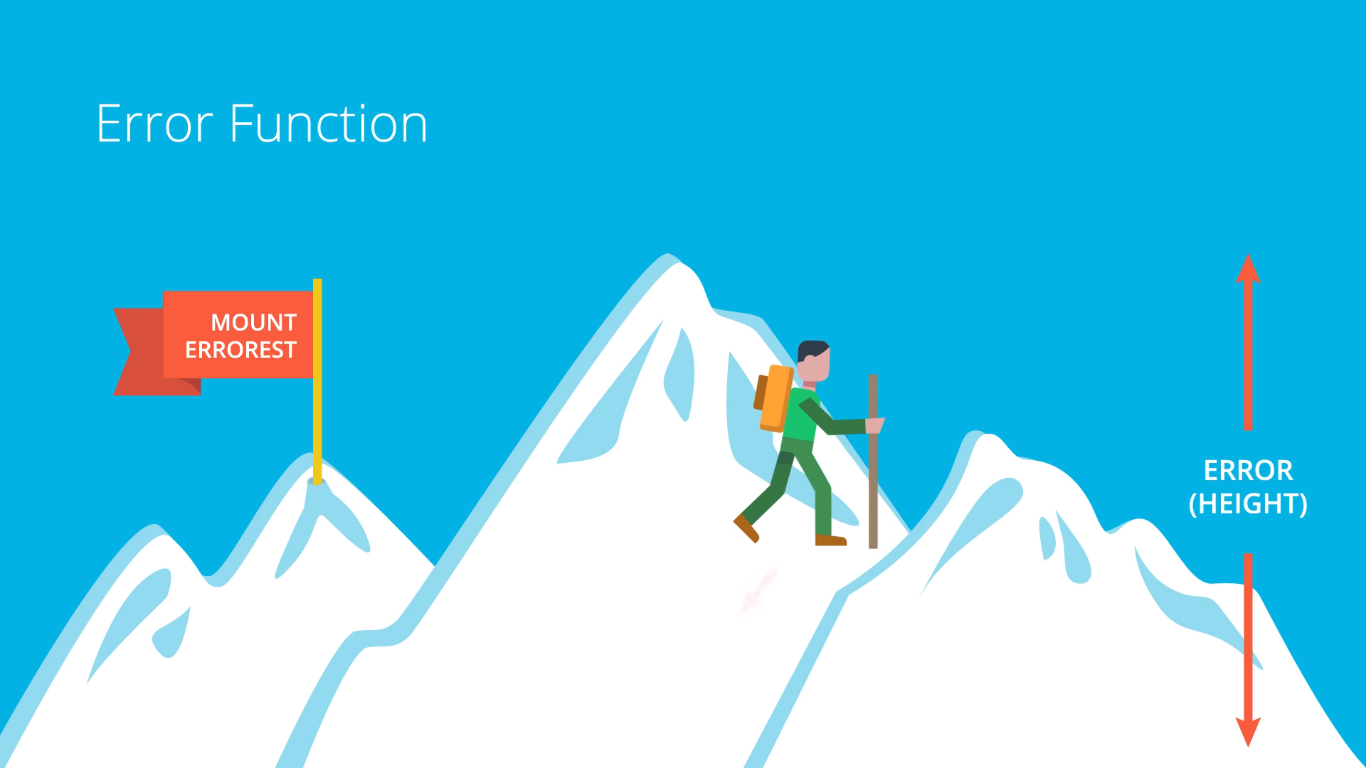 Error Function
MOUNT
ERROREST
ERROR
(HEIGHT)